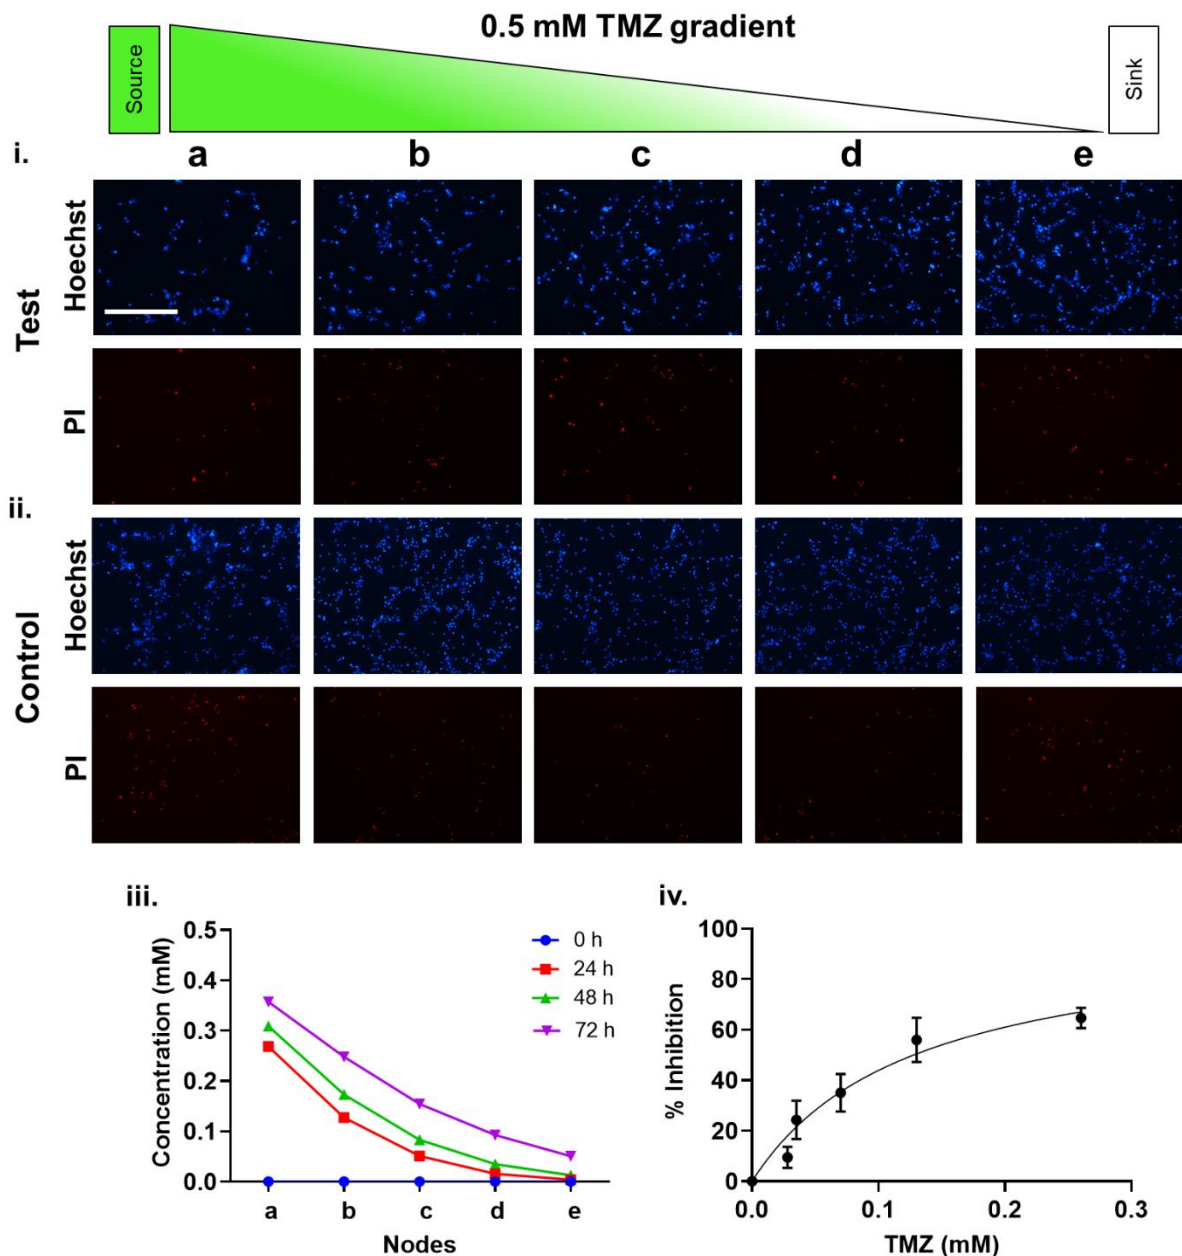 0.5 mM TMZ gradient
Source
Sink
i.
a b c d e
Test
Hoechst
PI
ii.
Control
Hoechst
PI
iii.
Concentration (mM)
0.5
0.4
0.3
0.2
0.1
0.0
a b c d e
Nodes
0 h
24 h
48 h
72 h
iv.
% Inhibition
100
80
60
40
20
0
0.0 0.1 0.2 0.3
TMZ (mM)